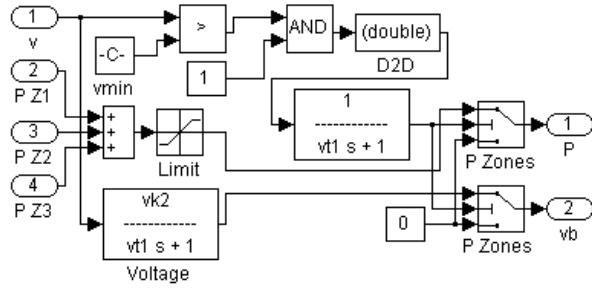 1
v
-C-
vmin
>
1
AND
(double)
D2D
2
P Z1
3
P Z2
4
P Z3
+
+
+
Limit
1
vt1 s + 1
P Zones
1
P
vk2
vt1 s + 1
Voltage
0
P Zones
2
vb